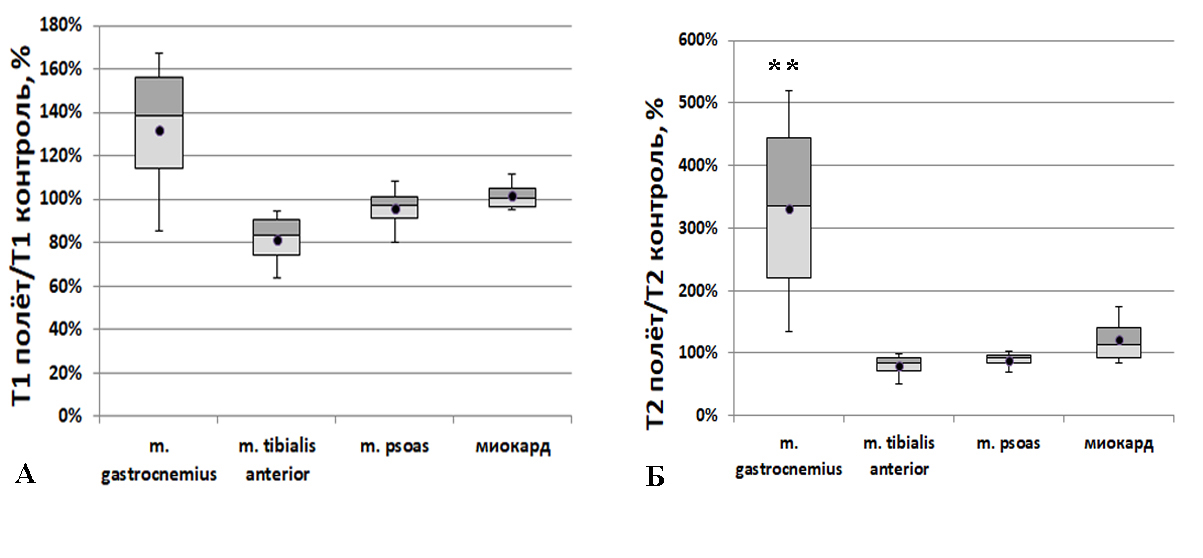 T1 полёт/T1 контроль, %
180%
160%
140%
120%
100%
80%
60%
40%
20%
0%
m. gastrocnemius
m. tibialis anterior
m. psoas
миокард
А
T2 полёт/T2 контроль, %
600%
500%
400%
300%
200%
100%
0%
**
m. gastrocnemius
m. tibialis anterior
m. psoas
миокард
Б